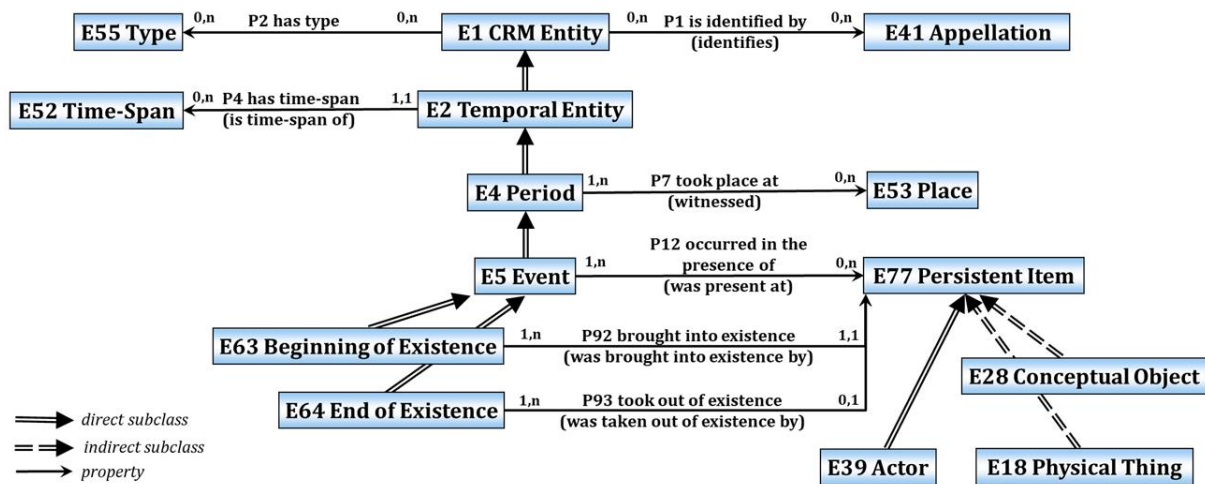 0,n P2 has type 0,n
E55 Type
E1 CRM Entity
0,n P1 is identified by 0,n
(identifies)
E41 Appellation
0,n P4 has time-span 1,1
(is time-span of)
E52 Time-Span
E2 Temporal Entity
E4 Period
1,n P7 took place at 0,n
(witnessed)
E53 Place
E5 Event
P12 occurred in the
1,n presence of 0,n
(was present at)
E77 Persistent Item
E63 Beginning of Existence
1,n P92 brought into existence 1,1
(was brought into existence by)
E28 Conceptual Object
E64 End of Existence
1,n P93 took out of existence 0,1
(was taken out of existence by)
E39 Actor
E18 Physical Thing
direct subclass
indirect subclass
property